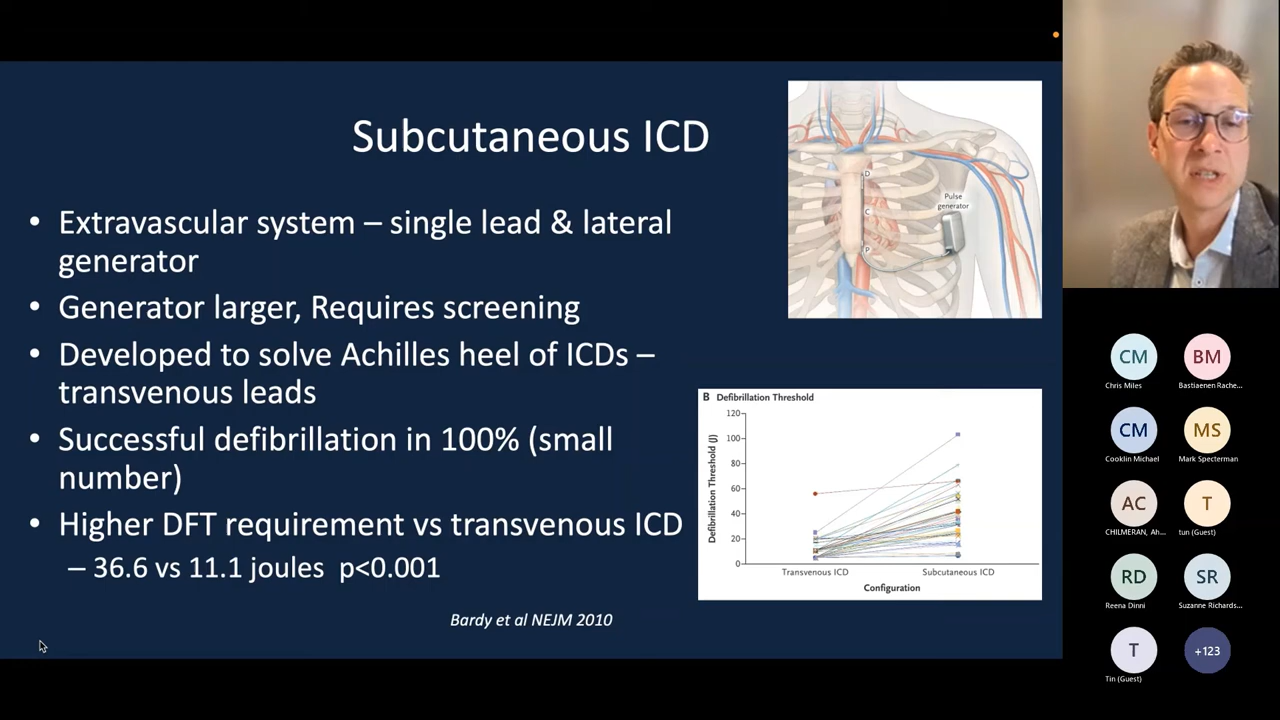 Subcutaneous ICD
• Extravascular system – single lead & lateral
generator
• Generator larger, Requires screening
• Developed to solve Achilles heel of ICDs –
transvenous leads
• Successful defibrillation in 100% (small
number)
• Higher DFT requirement vs transvenous ICD
– 36.6 vs 11.1 joules p<0.001
Bardy et al NEJM 2010
D
C
P
Pulse
generator
B Defibrillation Threshold
Defibrillation Threshold (J)
120
100
80
60
40
20
0
Transvenous ICD
Subcutaneous ICD
Configuration
CM
Chris Miles
BM
Bastiaenen Rache...
CM
Cooklin Michael
MS
Mark Specterman
AC
CHILMERAN, Ah...
T
tun (Guest)
RD
Reena Dinni
SR
Suzanne Richards...
T
Tin (Guest)
+123